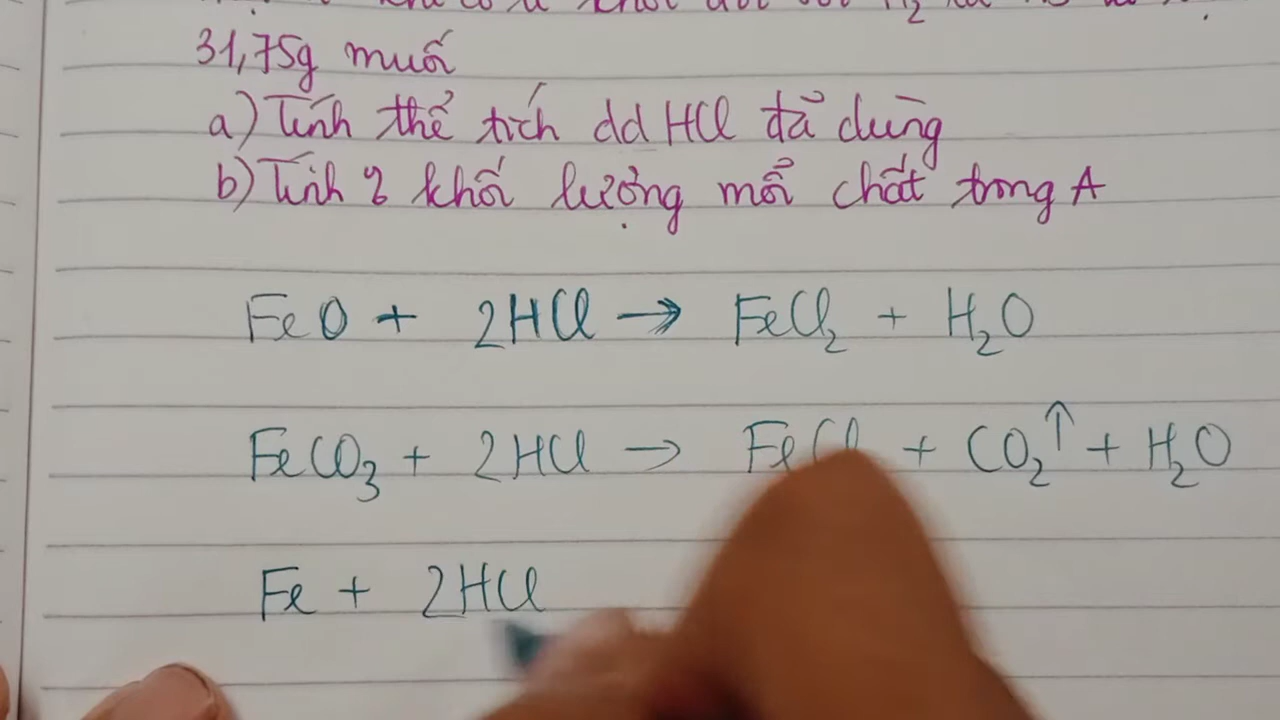 31,75g muối
a) Tính thể tích dd HCl đã dùng
b) Tính % khối lượng mỗi chất trong A
FeO + 2HCl → FeCl₂ + H₂O
FeCO₃ + 2HCl → FeCl + CO₂↑ + H₂O
Fe + 2HCl